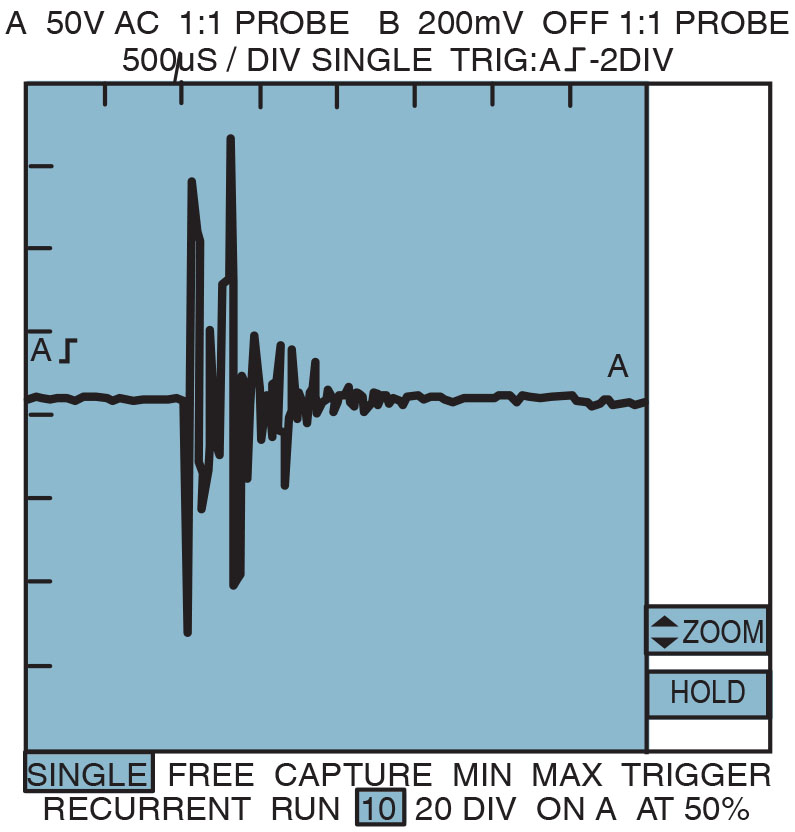 A 50V AC 1:1 PROBE B 200mV OFF 1:1 PROBE
500µS / DIV SINGLE TRIG:A -2DIV
A
A
ZOOM
HOLD
SINGLE FREE CAPTURE MIN MAX TRIGGER
RECURRENT RUN 10 20 DIV ON A AT 50%